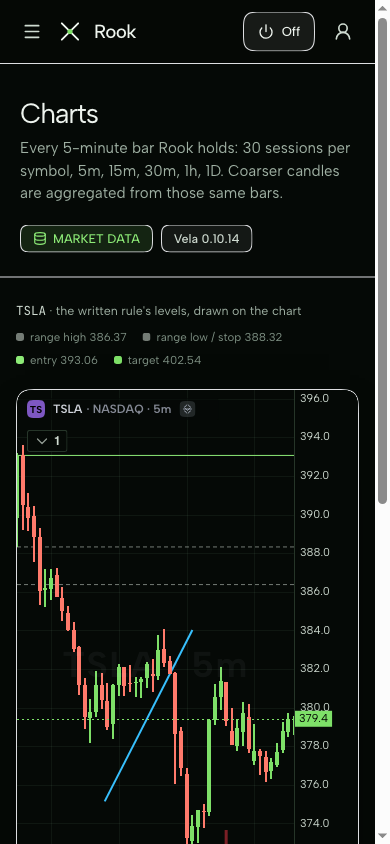 Rook
Off
Charts
Every 5-minute bar Rook holds: 30 sessions per
symbol, 5m, 15m, 30m, 1h, 1D. Coarser candles
are aggregated from those same bars.
MARKET DATA
Vela 0.10.14
TSLA · the written rule's levels, drawn on the chart
range high 386.37
range low / stop 388.32
entry 393.06
target 402.54
TS
TSLA · NASDAQ · 5m
1
396.0
394.0
392.0
390.0
388.0
386.0
384.0
TSLA · 5m
382.0
380.0
379.4
378.0
376.0
374.0